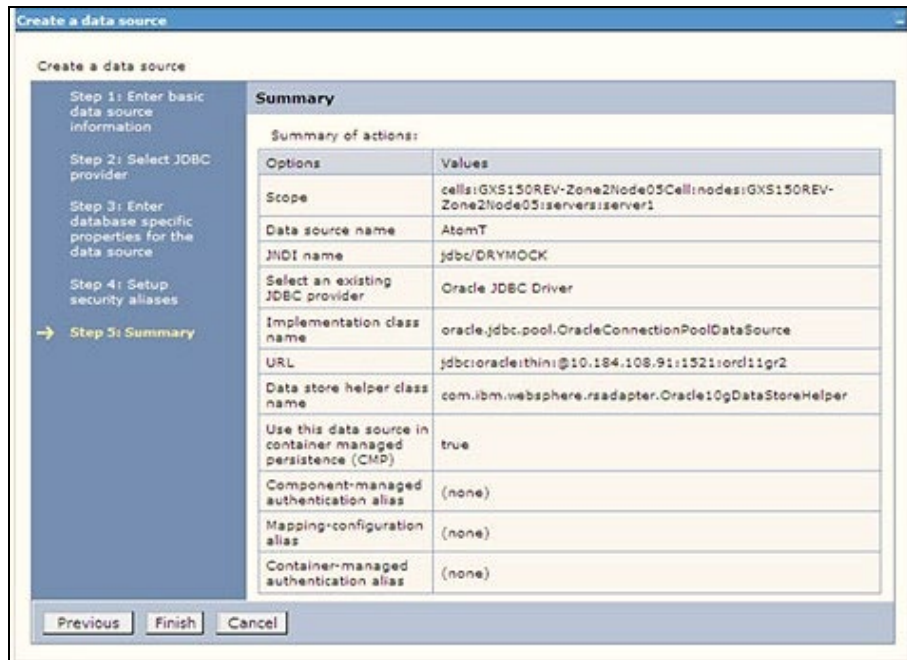 Create a data source
Create a data source
Step 1: Enter basic
data source
information
Step 2: Select JDBC
provider
Step 3: Enter
database specific
properties for the
data source
Step 4: Setup
security aliases
Step 5: Summary
Summary
Summary of actions:
Options Values
Scope cells:GXS150REV-Zone2Node05Cell:nodes:GXS150REV-
Zone2Node05:servers:server1
Data source name AtomT
JNDI name jdbc/DRYMOCK
Select an existing
JDBC provider Oracle JDBC Driver
Implementation class
name oracle.jdbc.pool.OracleConnectionPoolDataSource
URL jdbc:oracle:thin:@10.184.108.91:1521:orcl11gr2
Data store helper class
name com.ibm.websphere.rsadapter.Oracle10gDataStoreHelper
Use this data source in
container managed
persistence (CMP) true
Component-managed
authentication alias (none)
Mapping-configuration
alias (none)
Container-managed
authentication alias (none)
Previous Finish Cancel